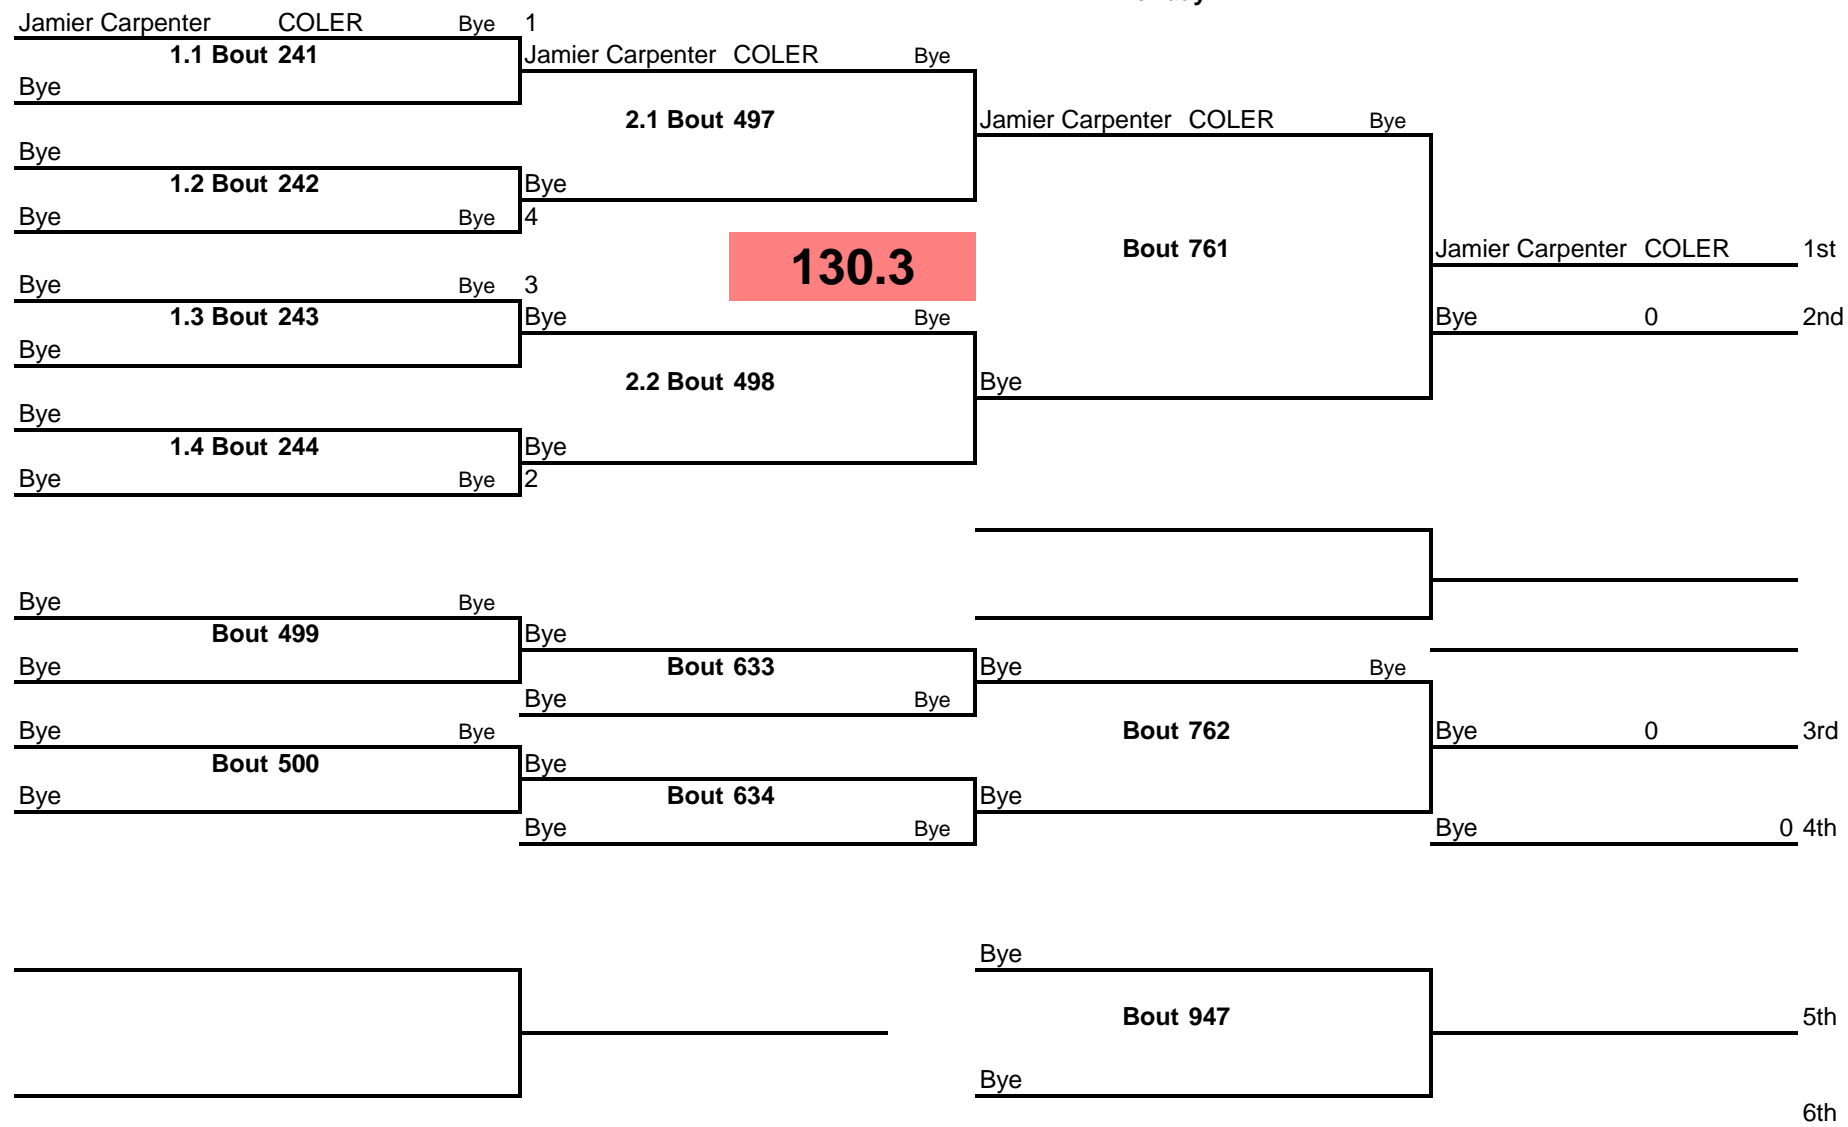 Jamier Carpenter COLER Bye 1
1.1 Bout 241 Jamier Carpenter COLER Bye
Bye
2.1 Bout 497 Jamier Carpenter COLER Bye
Bye
1.2 Bout 242 Bye
Bye Bye 4
130.3 Bout 761 Jamier Carpenter COLER 1st
Bye Bye 3
1.3 Bout 243 Bye Bye Bye 0 2nd
Bye
2.2 Bout 498 Bye
Bye
1.4 Bout 244 Bye
Bye Bye 2
Bye Bye
Bout 499 Bye
Bye Bout 633 Bye Bye
Bye Bye
Bye Bye Bout 762 Bye 0 3rd
Bout 500 Bye
Bye Bout 634 Bye
Bye Bye Bye 0 4th
Bye
Bout 947 5th
Bye
6th